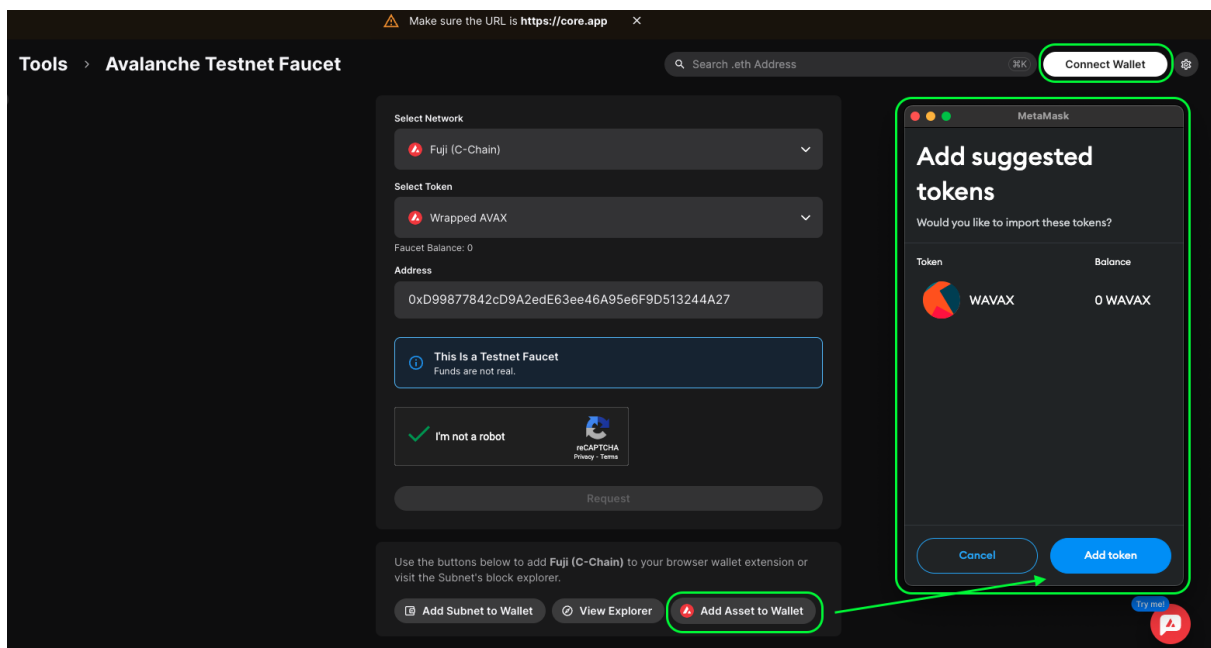 Make sure the URL is https://core.app
Tools > Avalanche Testnet Faucet
Search .eth Address
⌘K
Connect Wallet
Select Network
Fuji (C-Chain)
Select Token
Wrapped AVAX
Faucet Balance: 0
Address
0xD99877842cD9A2edE63ee46A95e6F9D513244A27
This Is a Testnet Faucet
Funds are not real.
I'm not a robot
reCAPTCHA
Privacy - Terms
Request
Use the buttons below to add Fuji (C-Chain) to your browser wallet extension or
visit the Subnet's block explorer.
Add Subnet to Wallet
View Explorer
Add Asset to Wallet
MetaMask
Add suggested
tokens
Would you like to import these tokens?
Token Balance
WAVAX 0 WAVAX
Cancel
Add token
Try me!